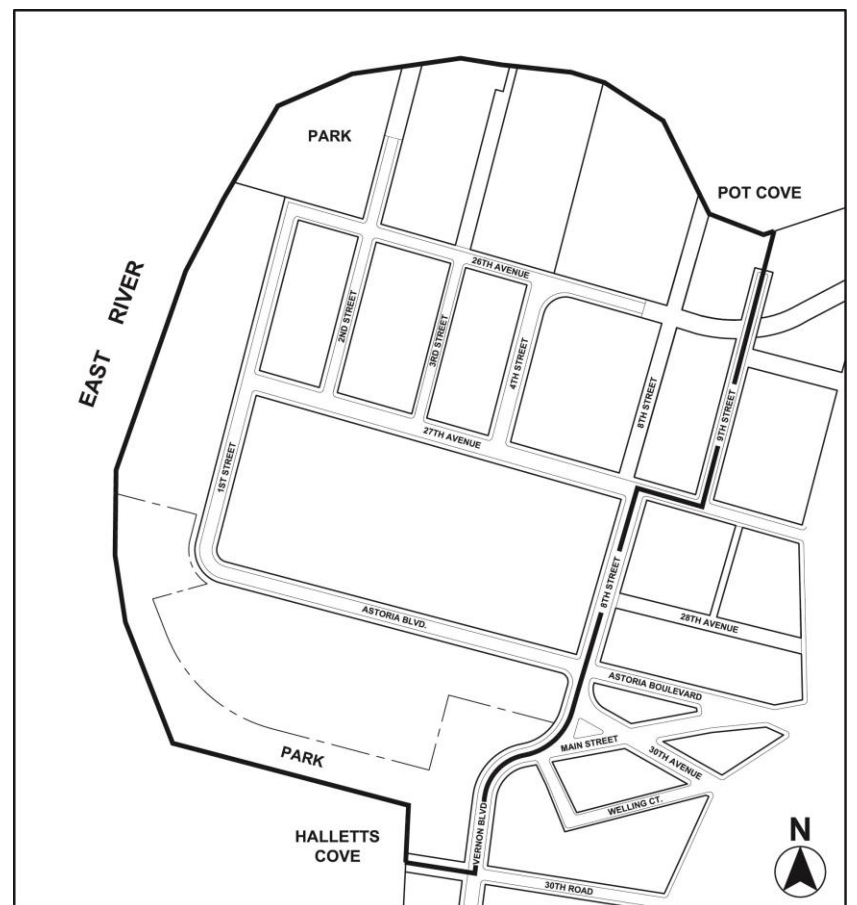 PARK
POT COVE
26TH AVENUE
EAST RIVER
2ND STREET
3RD STREET
4TH STREET
8TH STREET
9TH STREET
27TH AVENUE
1ST STREET
8TH STREET
ASTORIA BLVD.
28TH AVENUE
ASTORIA BOULEVARD
MAIN STREET
30TH AVENUE
PARK
WELLING CT.
VERNON BLVD
HALLETTS
COVE
30TH ROAD
N